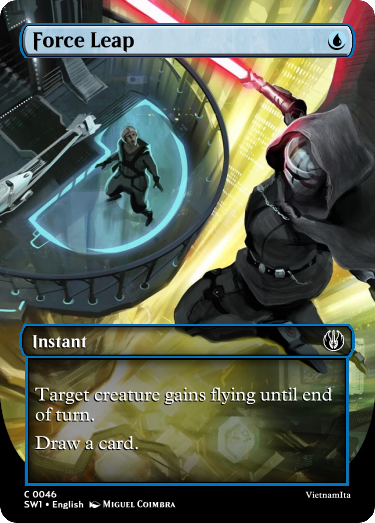 Force Leap
Instant
Target creature gains flying until end
of turn.
Draw a card.
C 0046
SW1 • English Miguel Coimbra
VietnamIta